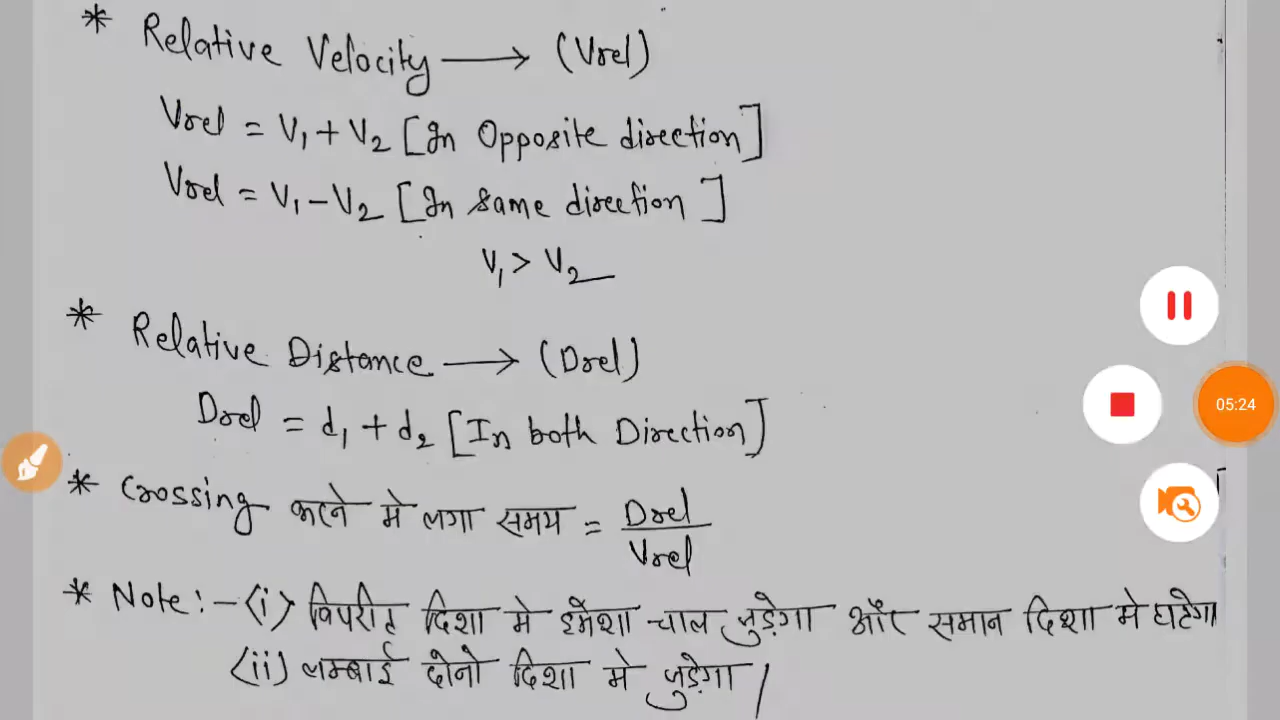 * Relative Velocity ⟶ (Vrel)
Vrel = V₁ + V₂ [In Opposite direction]
Vrel = V₁ - V₂ [In same direction]
V₁ > V₂
* Relative Distance ⟶ (Drel)
Drel = d₁ + d₂ [In both Direction]
* Crossing करने मे लगा समय = Drel / Vrel
* Note:- (i) विपरीत दिशा मे हमेशा चाल जुड़ेगा और समान दिशा मे घटेगा
(ii) लम्बाई दोनो दिशा मे जुड़ेगा /
05:24